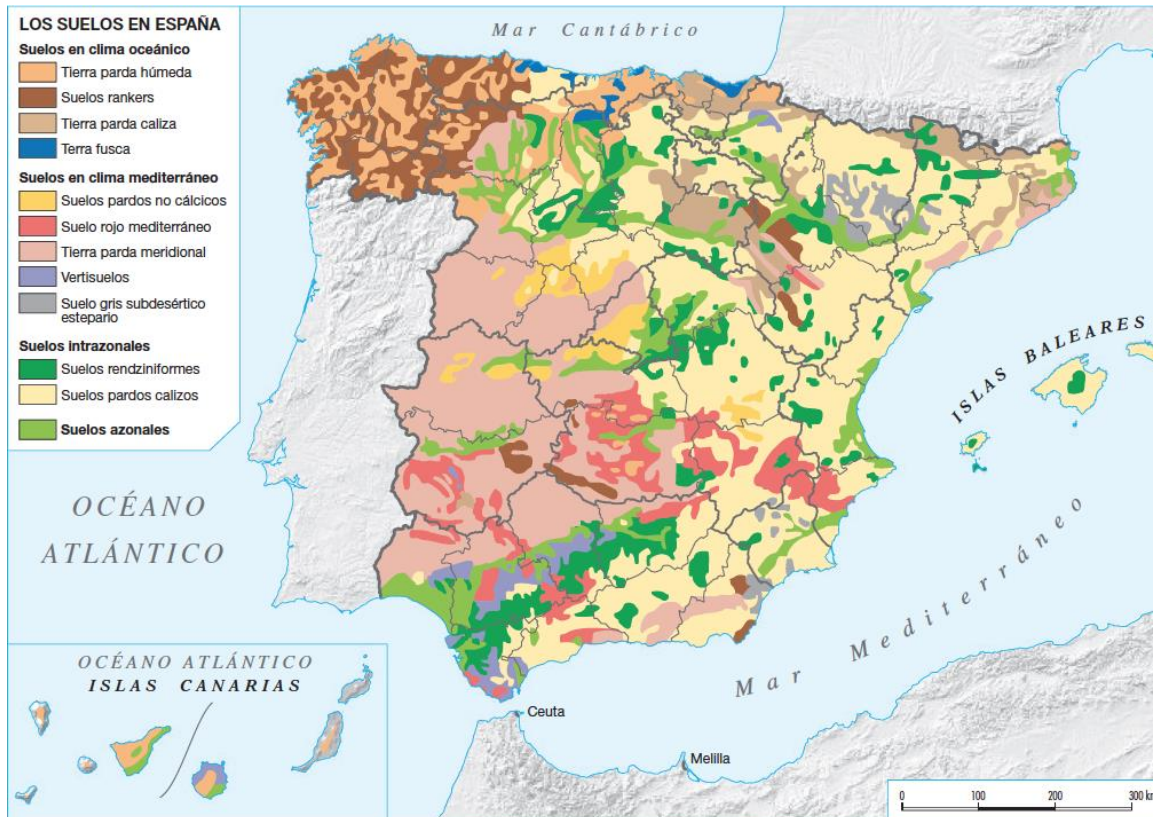 LOS SUELOS EN ESPAÑA
Suelos en clima oceánico
Tierra parda húmeda
Suelos rankers
Tierra parda caliza
Terra fusca
Suelos en clima mediterráneo
Suelos pardos no cálcicos
Suelo rojo mediterráneo
Tierra parda meridional
Vertisuelos
Suelo gris subdesértico
estepario
Suelos intrazonales
Suelos rendziniformes
Suelos pardos calizos
Suelos azonales
Mar Cantábrico
ISLAS BALEARES
OCÉANO
ATLÁNTICO
Mar Mediterráneo
OCÉANO ATLÁNTICO
ISLAS CANARIAS
Ceuta
Melilla
0 100 200 300 km